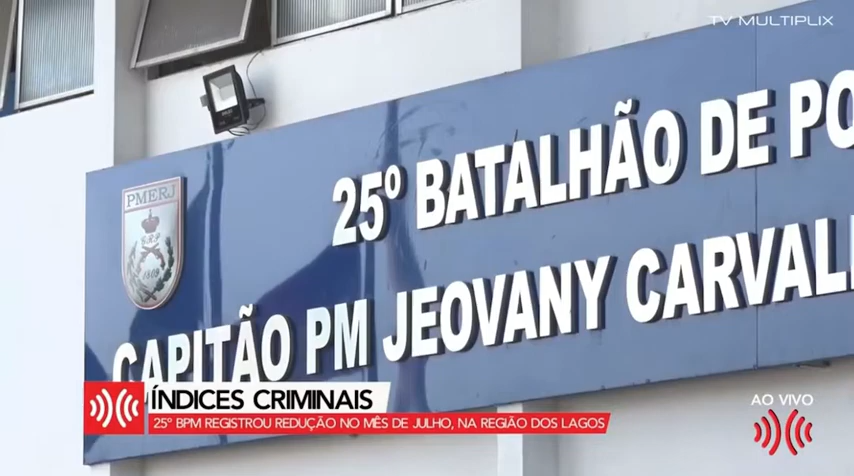 TV MULTIPLIX
PMERJ
G.R.P
1809
25º BATALHÃO DE PO
CAPITÃO PM JEOVANY CARVAL
ÍNDICES CRIMINAIS
25º BPM REGISTROU REDUÇÃO NO MÊS DE JULHO, NA REGIÃO DOS LAGOS
AO VIVO